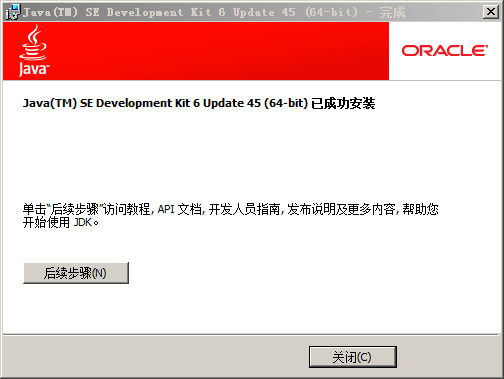 Java(TM) SE Development Kit 6 Update 45 (64-bit) - 完成
Java™
ORACLE®
Java(TM) SE Development Kit 6 Update 45 (64-bit) 已成功安装
单击“后续步骤”访问教程, API 文档, 开发人员指南, 发布说明及更多内容, 帮助您
开始使用 JDK。
后续步骤(N)
关闭(C)